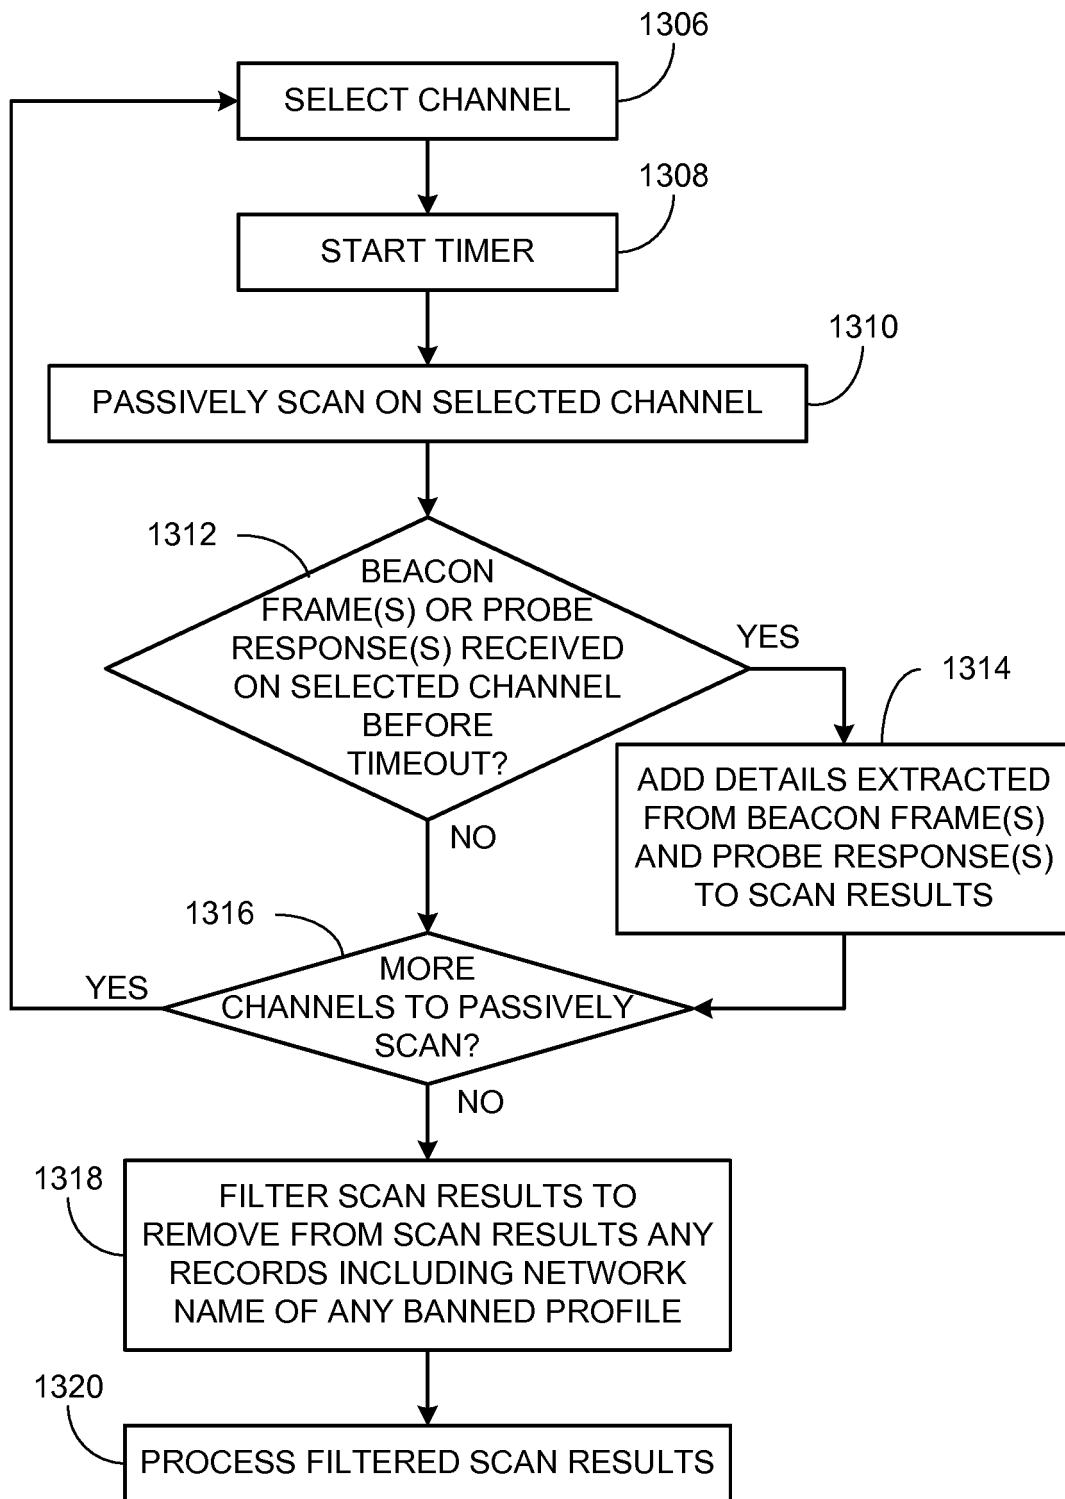 1306
SELECT CHANNEL
1308
START TIMER
1310
PASSIVELY SCAN ON SELECTED CHANNEL
1312
BEACON
FRAME(S) OR PROBE
RESPONSE(S) RECEIVED
ON SELECTED CHANNEL
BEFORE
TIMEOUT?
YES
1314
ADD DETAILS EXTRACTED
FROM BEACON FRAME(S)
AND PROBE RESPONSE(S)
TO SCAN RESULTS
NO
1316
MORE
CHANNELS TO PASSIVELY
SCAN?
YES
NO
1318
FILTER SCAN RESULTS TO
REMOVE FROM SCAN RESULTS ANY
RECORDS INCLUDING NETWORK
NAME OF ANY BANNED PROFILE
1320
PROCESS FILTERED SCAN RESULTS